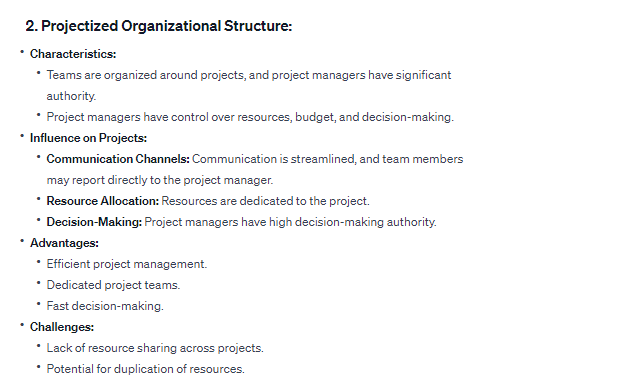 2. Projectized Organizational Structure:
• Characteristics:
• Teams are organized around projects, and project managers have significant
authority.
• Project managers have control over resources, budget, and decision-making.
• Influence on Projects:
• Communication Channels: Communication is streamlined, and team members
may report directly to the project manager.
• Resource Allocation: Resources are dedicated to the project.
• Decision-Making: Project managers have high decision-making authority.
• Advantages:
• Efficient project management.
• Dedicated project teams.
• Fast decision-making.
• Challenges:
• Lack of resource sharing across projects.
• Potential for duplication of resources.